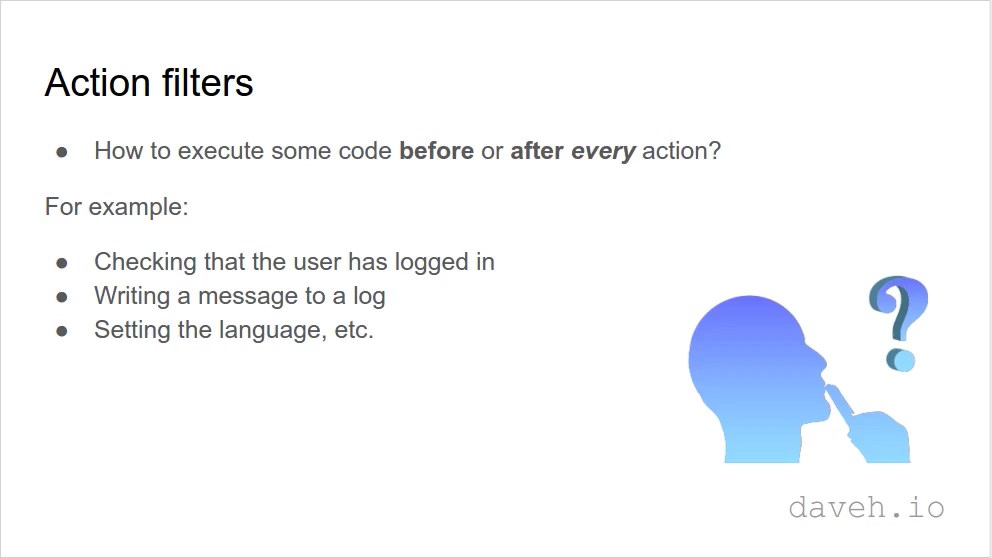 Action filters
● How to execute some code before or after every action?
For example:
● Checking that the user has logged in
● Writing a message to a log
● Setting the language, etc.
?
daveh.io